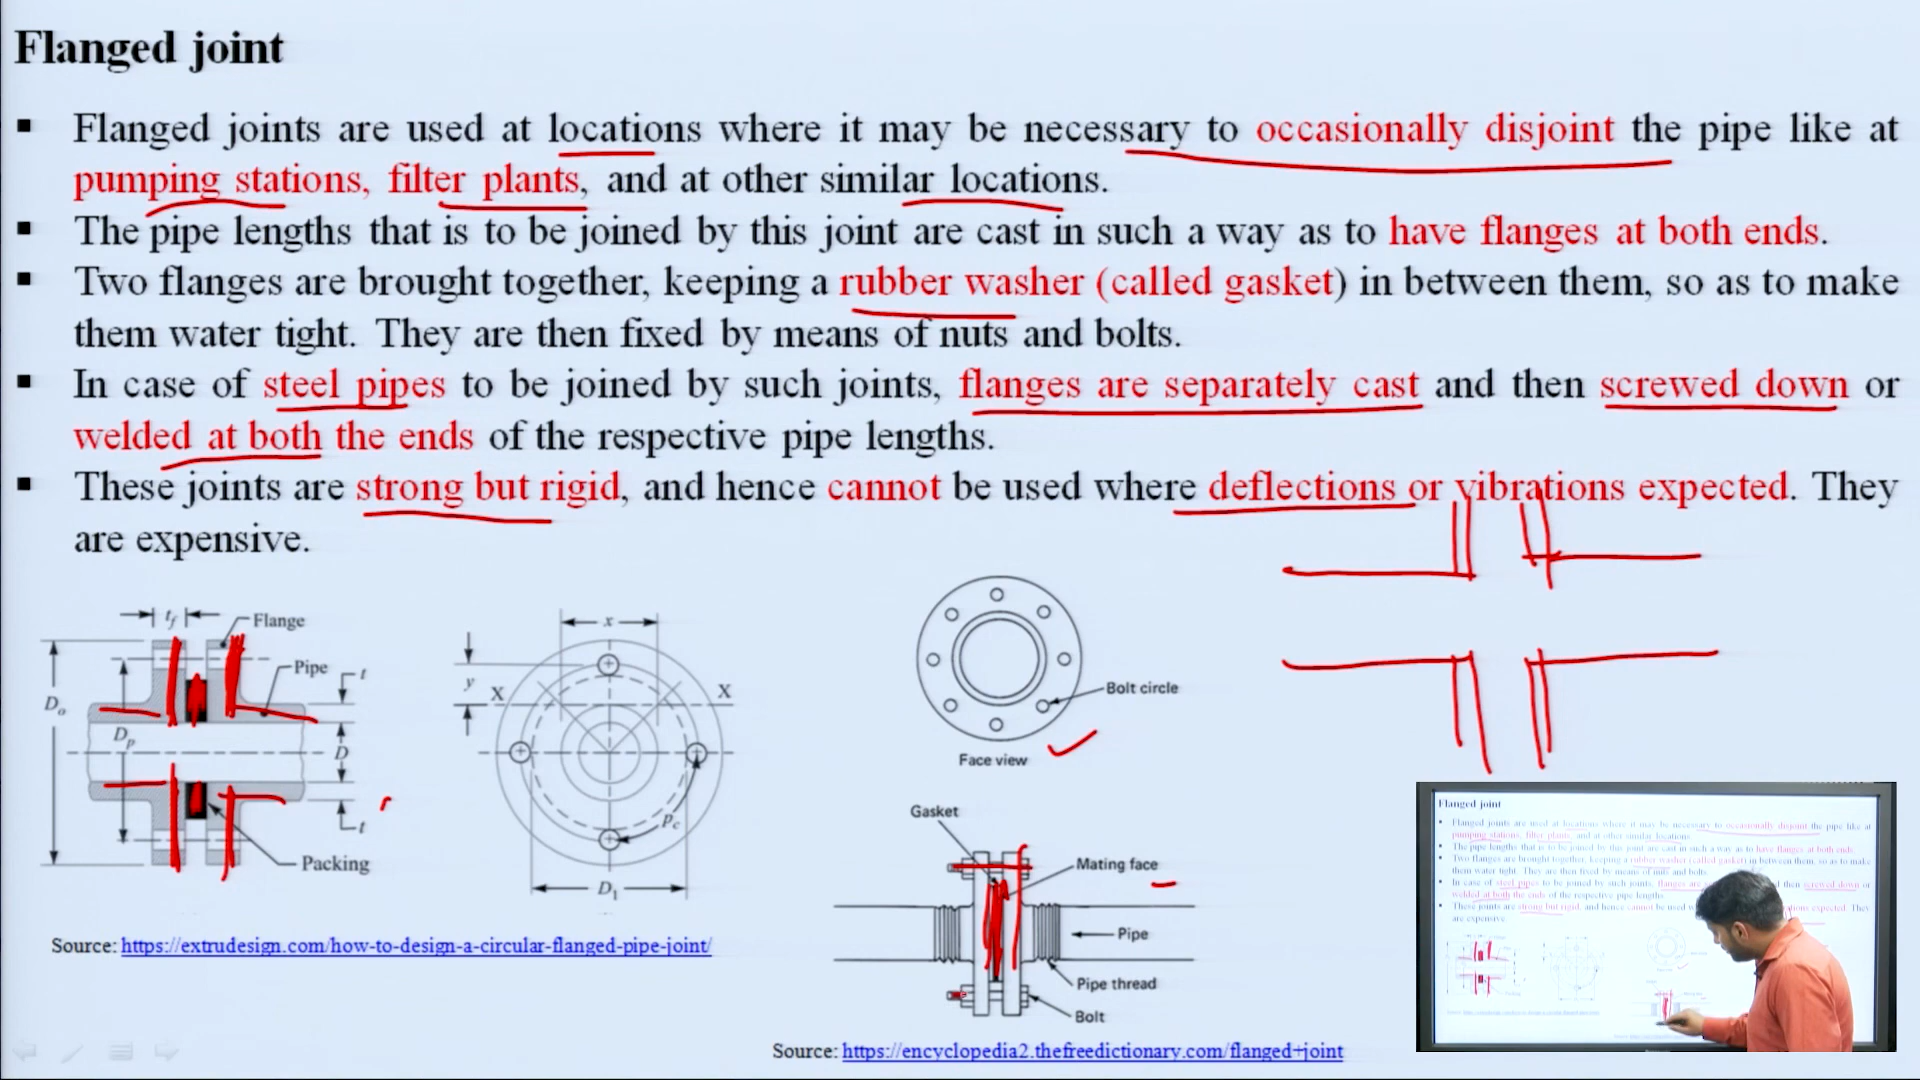 Flanged joint
▪ Flanged joints are used at locations where it may be necessary to occasionally disjoint the pipe like at
pumping stations, filter plants, and at other similar locations.
▪ The pipe lengths that is to be joined by this joint are cast in such a way as to have flanges at both ends.
▪ Two flanges are brought together, keeping a rubber washer (called gasket) in between them, so as to make
them water tight. They are then fixed by means of nuts and bolts.
▪ In case of steel pipes to be joined by such joints, flanges are separately cast and then screwed down or
welded at both the ends of the respective pipe lengths.
▪ These joints are strong but rigid, and hence cannot be used where deflections or vibrations expected. They
are expensive.
tf
Flange
Pipe
t
Do
Dp
D
t
Packing
x
y
X
X
Pc
D1
Bolt circle
Face view
Gasket
Mating face
Pipe
Pipe thread
Bolt
Source: https://extrudesign.com/how-to-design-a-circular-flanged-pipe-joint/
Source: https://encyclopedia2.thefreedictionary.com/flanged+joint
Flanged joint